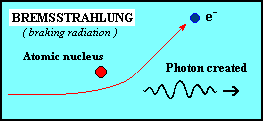 BREMSSTRAHLUNG
( braking radiation )
e⁻
Atomic nucleus
Photon created